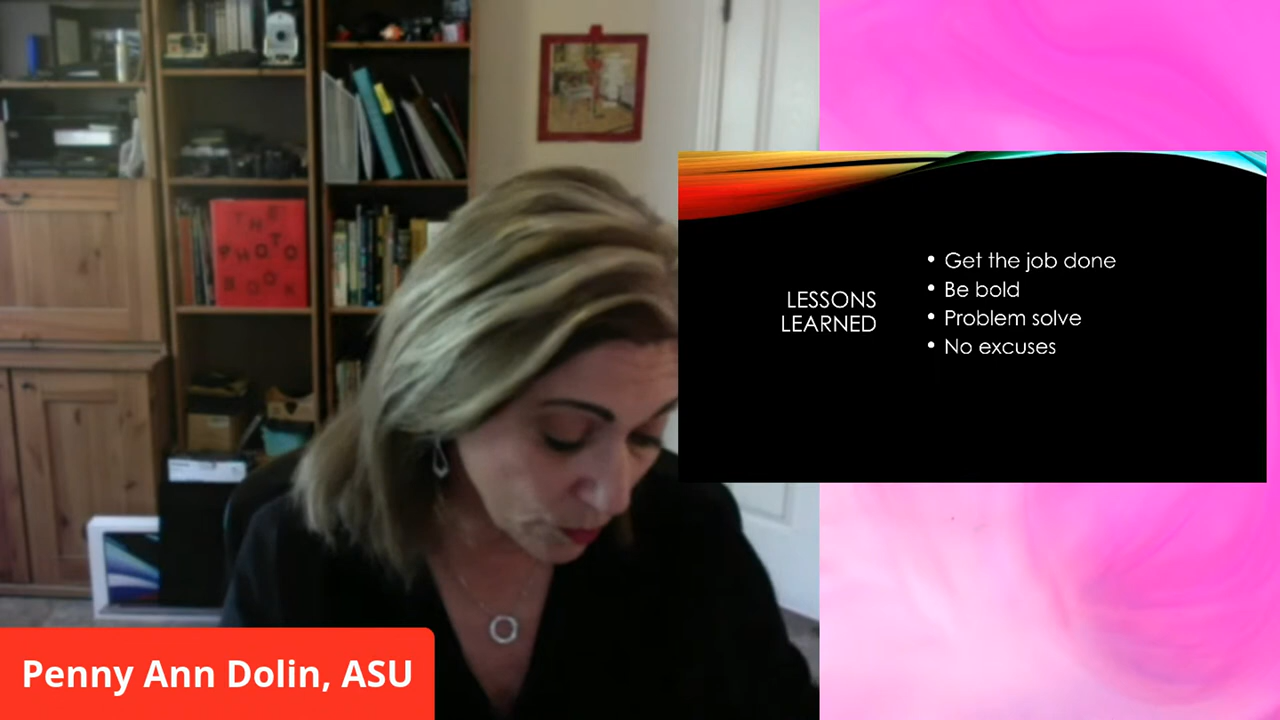 THE
PHOTO
BOOK
LESSONS
LEARNED
• Get the job done
• Be bold
• Problem solve
• No excuses
Penny Ann Dolin, ASU